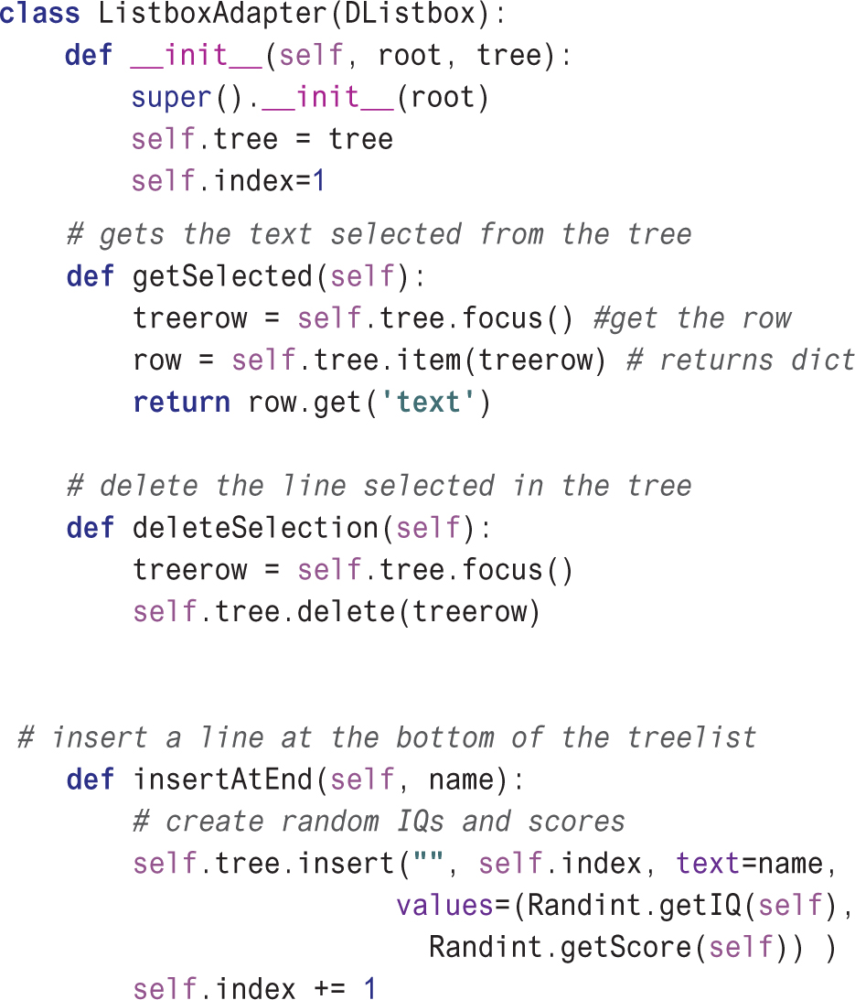 class ListboxAdapter(DListbox):
    def __init__(self, root, tree):
        super().__init__(root)
        self.tree = tree
        self.index=1
    # gets the text selected from the tree
    def getSelected(self):
        treerow = self.tree.focus() #get the row
        row = self.tree.item(treerow) # returns dict
        return row.get('text')
    # delete the line selected in the tree
    def deleteSelection(self):
        treerow = self.tree.focus()
        self.tree.delete(treerow)
 # insert a line at the bottom of the treelist
    def insertAtEnd(self, name):
        # create random IQs and scores
        self.tree.insert("", self.index, text=name,
                        values=(Randint.getIQ(self),
                          Randint.getScore(self)) )
        self.index += 1